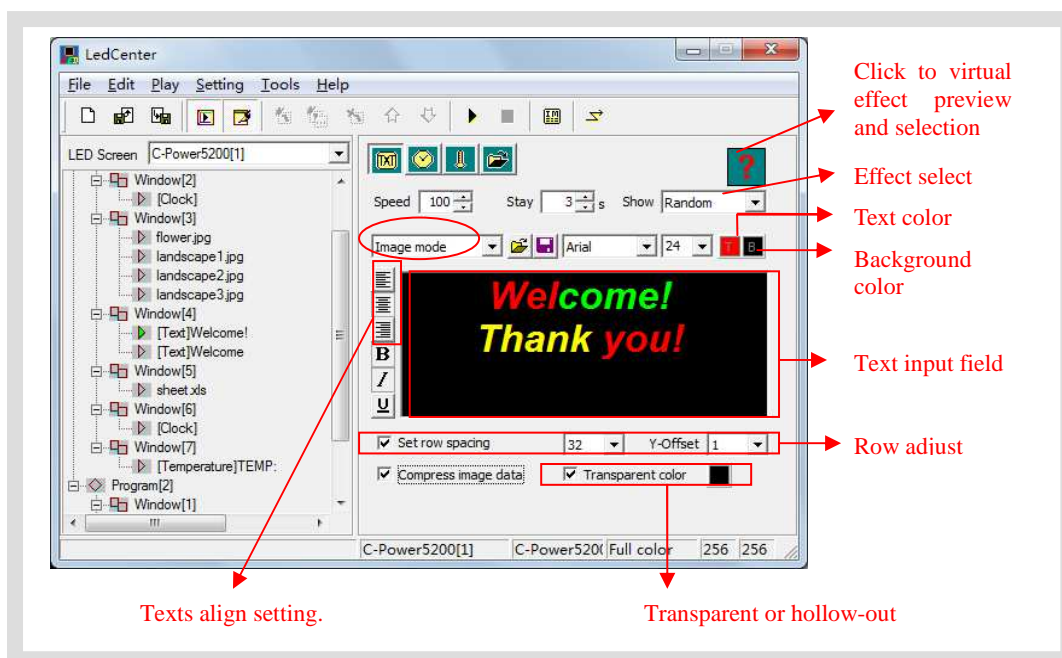 LedCenter
File Edit Play Setting Tools Help
LED Screen C-Power5200[1]
Window[2]
[Clock]
Window[3]
flower.jpg
landscape1.jpg
landscape2.jpg
landscape3.jpg
Window[4]
[Text]Welcome!
[Text]Welcome
Window[5]
sheet.xls
Window[6]
[Clock]
Window[7]
[Temperature]TEMP:
Program[2]
Window[1]
TXT
?
Speed 100 Stay 3 s Show Random
Image mode Arial 24 T B
B
I
U
Welcome!
Thank you!
Set row spacing 32 Y-Offset 1
Compress image data Transparent color
C-Power5200[1] C-Power520( Full color 256 256
Click to virtual
effect preview
and selection
Effect select
Text color
Background
color
Text input field
Row adjust
Texts align setting.
Transparent or hollow-out